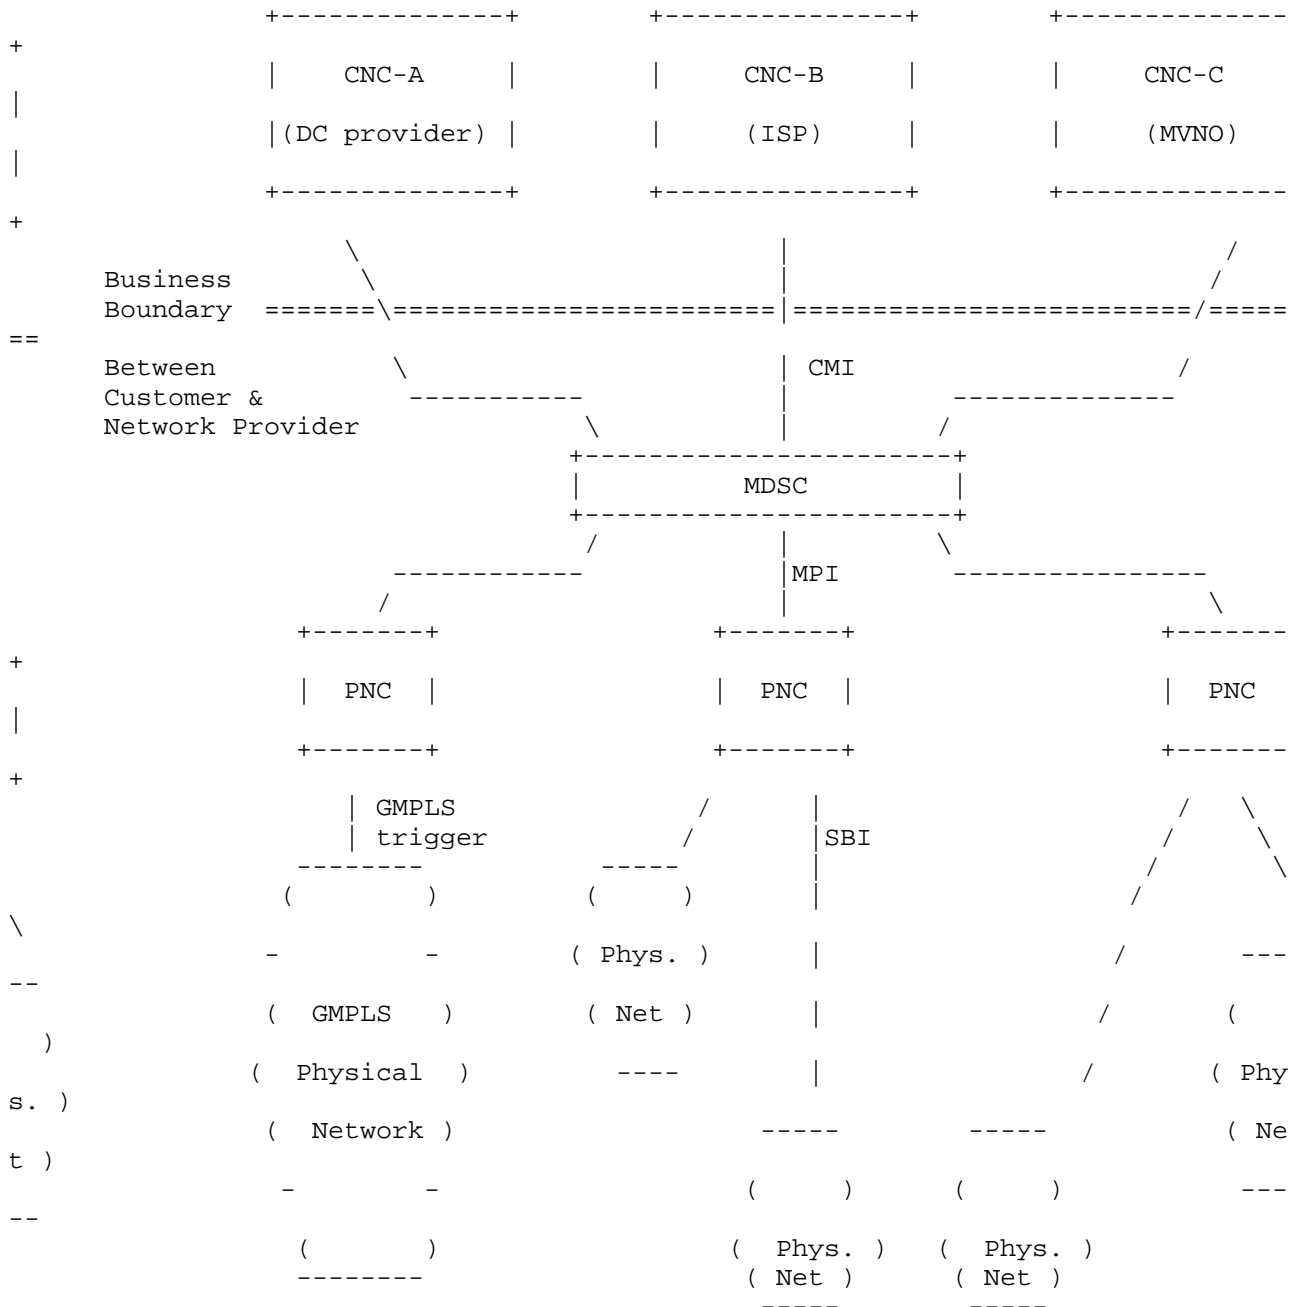 CNC-A CNC-B CNC-C
(DC provider) (ISP) (MVNO)
Business
Boundary
Between CMI
Customer &
Network Provider
MDSC
MPI
PNC PNC PNC
GMPLS
trigger SBI
( )  ( )
( Phys. )
( GMPLS ) ( Net ) (
)
( Physical ) ( Phy
s. )
( Network ) ( Ne
t )
( ) ( )
( ) ( Phys. ) ( Phys. )
( Net ) ( Net )